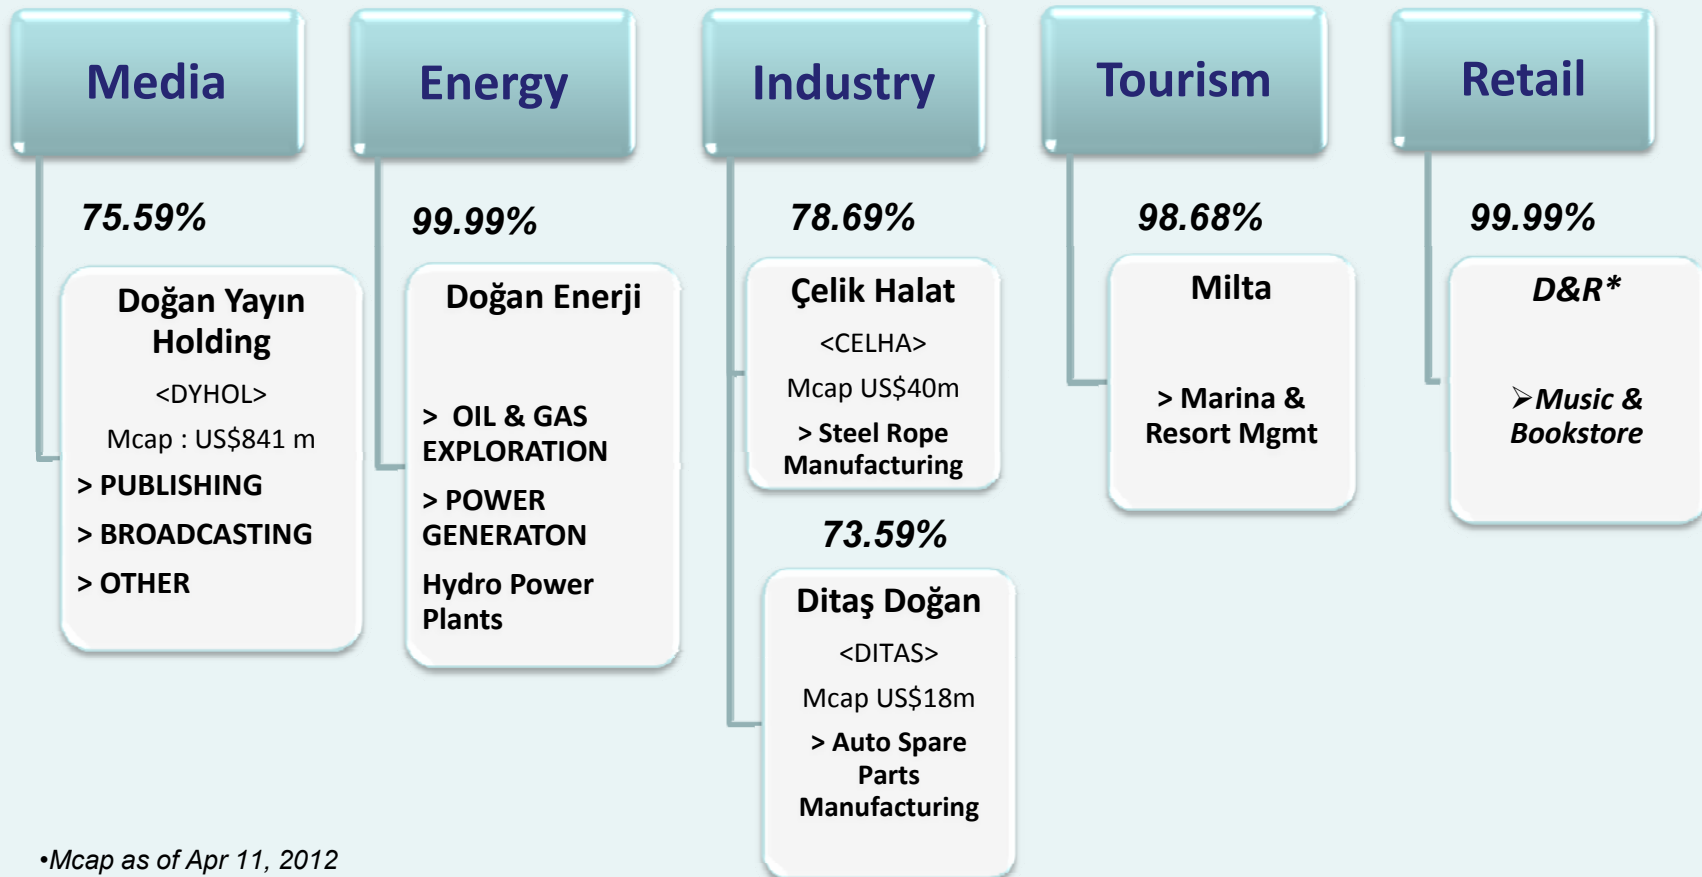 Media
75.59%
Doğan Yayın
Holding
<DYHOL>
Mcap : US$841 m
> PUBLISHING
> BROADCASTING
> OTHER
Energy
99.99%
Doğan Enerji
> OIL & GAS
EXPLORATION
> POWER
GENERATON
Hydro Power
Plants
Industry
78.69%
Çelik Halat
<CELHA>
Mcap US$40m
> Steel Rope
Manufacturing
73.59%
Ditaş Doğan
<DITAS>
Mcap US$18m
> Auto Spare
Parts
Manufacturing
Tourism
98.68%
Milta
> Marina &
Resort Mgmt
Retail
99.99%
D&R*
➢Music &
Bookstore
•Mcap as of Apr 11, 2012